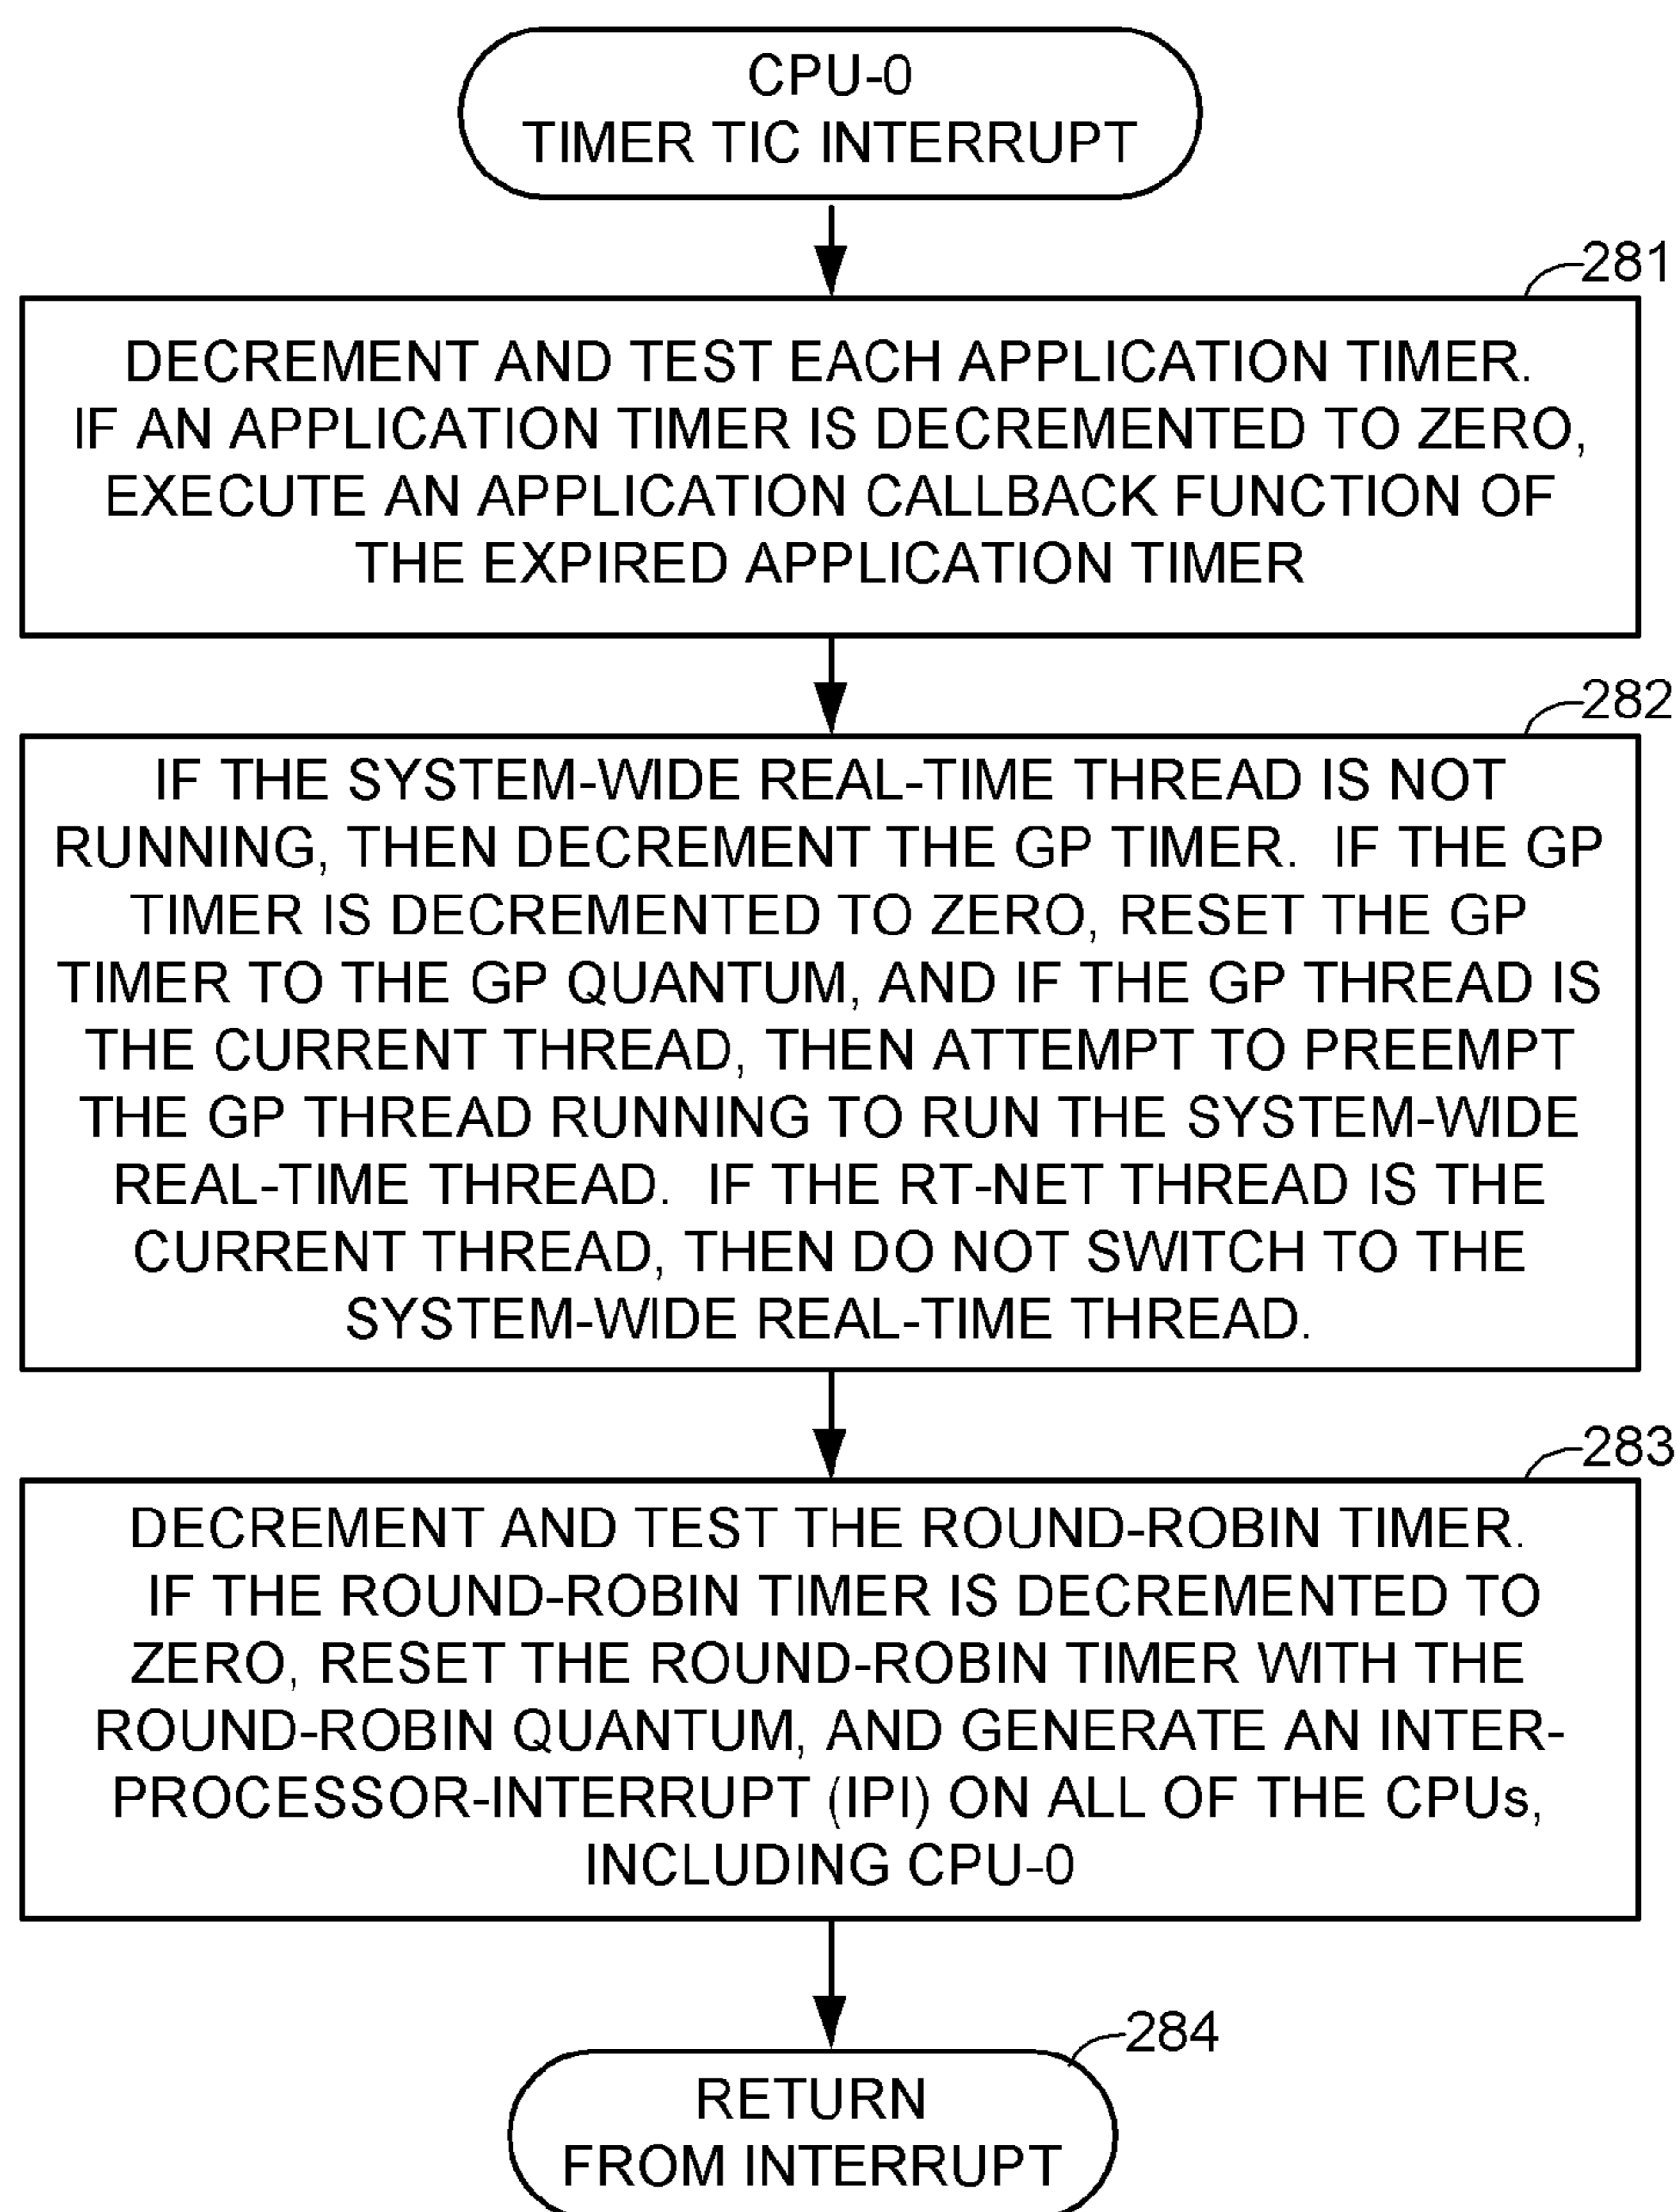 CPU-0
TIMER TIC INTERRUPT
281
DECREMENT AND TEST EACH APPLICATION TIMER.
IF AN APPLICATION TIMER IS DECREMENTED TO ZERO,
EXECUTE AN APPLICATION CALLBACK FUNCTION OF
THE EXPIRED APPLICATION TIMER
282
IF THE SYSTEM-WIDE REAL-TIME THREAD IS NOT
RUNNING, THEN DECREMENT THE GP TIMER. IF THE GP
TIMER IS DECREMENTED TO ZERO, RESET THE GP
TIMER TO THE GP QUANTUM, AND IF THE GP THREAD IS
THE CURRENT THREAD, THEN ATTEMPT TO PREEMPT
THE GP THREAD RUNNING TO RUN THE SYSTEM-WIDE
REAL-TIME THREAD. IF THE RT-NET THREAD IS THE
CURRENT THREAD, THEN DO NOT SWITCH TO THE
SYSTEM-WIDE REAL-TIME THREAD.
283
DECREMENT AND TEST THE ROUND-ROBIN TIMER.
IF THE ROUND-ROBIN TIMER IS DECREMENTED TO
ZERO, RESET THE ROUND-ROBIN TIMER WITH THE
ROUND-ROBIN QUANTUM, AND GENERATE AN INTER-
PROCESSOR-INTERRUPT (IPI) ON ALL OF THE CPUs,
INCLUDING CPU-0
284
RETURN
FROM INTERRUPT